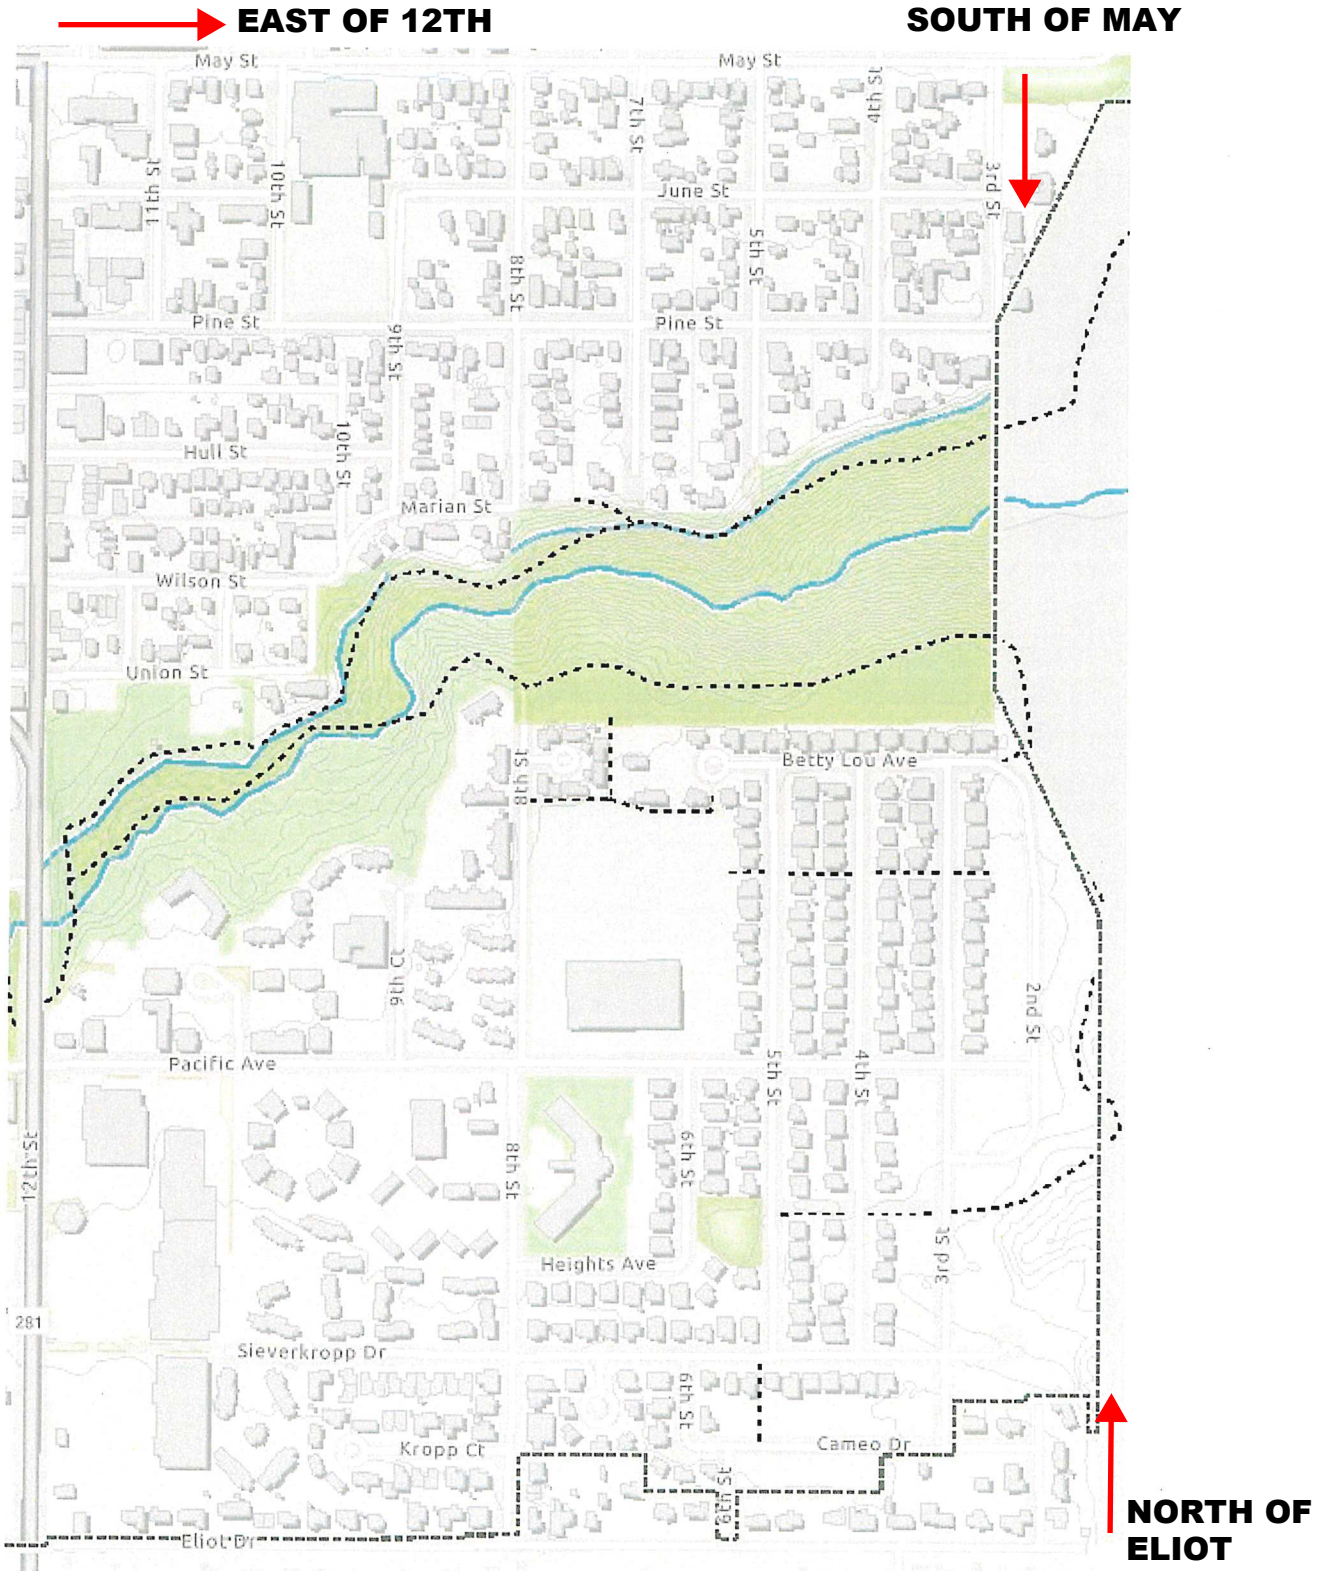 EAST OF 12TH
SOUTH OF MAY
May St
May St
4th St
7th St
11th St
10th St
3rd St
June St
5th St
8th St
Pine St
Pine St
9th St
10th St
Hull St
Marian St
Wilson St
Union St
8th St
Betty Lou Ave
9th Ct
2nd St
Pacific Ave
5th St
4th St
12th St
8th St
6th St
3rd St
Heights Ave
281
Sieverkropp Dr
6th St
Kropp Ct
Cameo Dr
6th St
Eliot Dr
NORTH OF
ELIOT